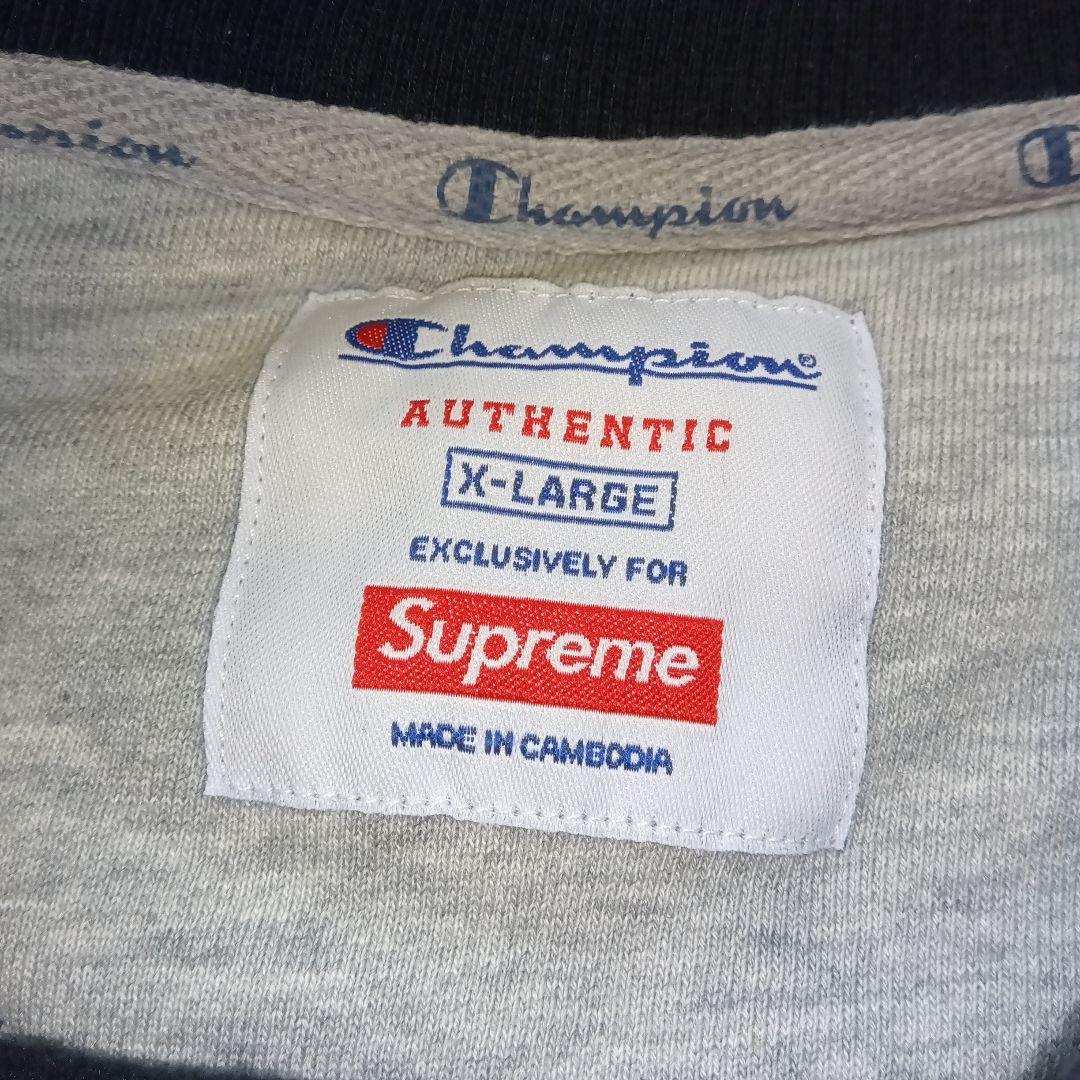 Champion
Champion®
AUTHENTIC
X-LARGE
EXCLUSIVELY FOR
Supreme
MADE IN CAMBODIA